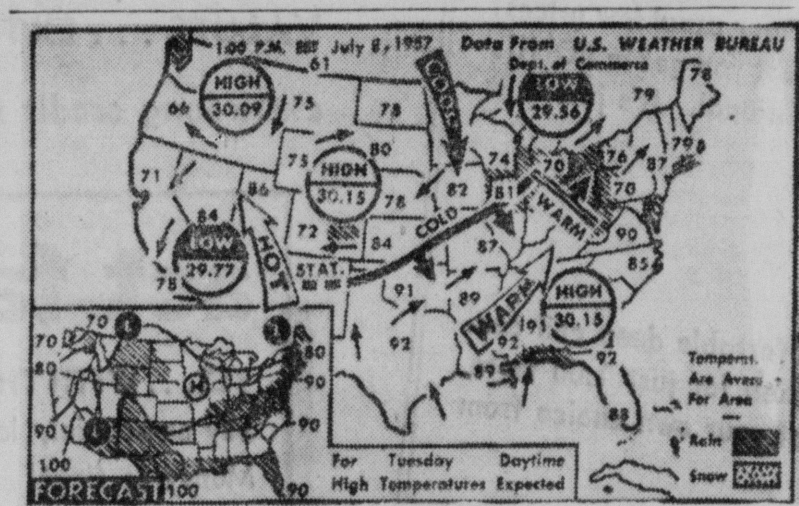 1:00 P.M. EST July 8, 1957 Data From U.S. WEATHER BUREAU
Dept. of Commerce
61
HIGH
30.09
66
75
75
COOL
LOW
29.56
79
78
75
HIGH
30.15
80
74
70
76
87
79
71
86
78
82
81
70
WARM
84
LOW
29.77
78
HOT
72
84
COLD
STAT.
87
90
85
91
89
92
WARM
91
92
HIGH
30.15
92
89
88
70
70
80
L
L
80
90
H
90
90
L
100
100
90
FORECAST
For Tuesday Daytime
High Temperatures Expected
Temperat.
Are Avera
For Area
Rain
Snow